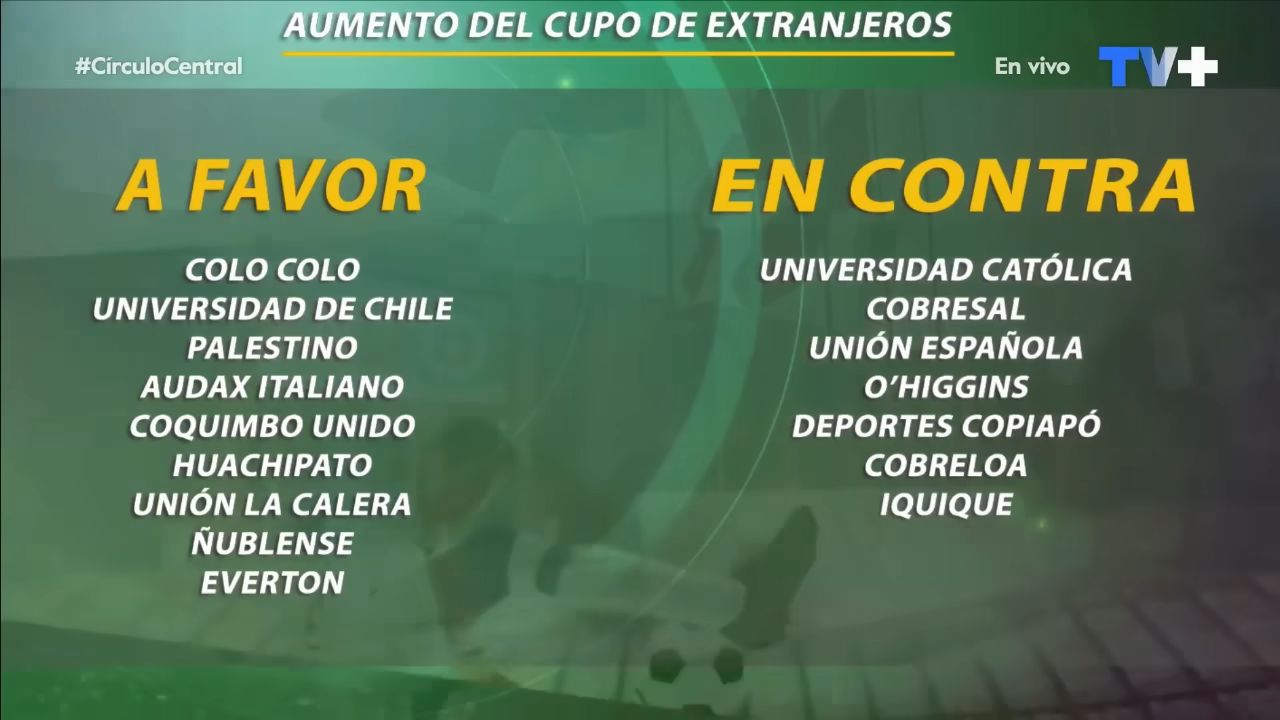 AUMENTO DEL CUPO DE EXTRANJEROS
#CírculoCentral
En vivo
TV+
A FAVOR
COLO COLO
UNIVERSIDAD DE CHILE
PALESTINO
AUDAX ITALIANO
COQUIMBO UNIDO
HUACHIPATO
UNIÓN LA CALERA
ÑUBLENSE
EVERTON
EN CONTRA
UNIVERSIDAD CATÓLICA
COBRESAL
UNIÓN ESPAÑOLA
O’HIGGINS
DEPORTES COPIAPÓ
COBRELOA
IQUIQUE